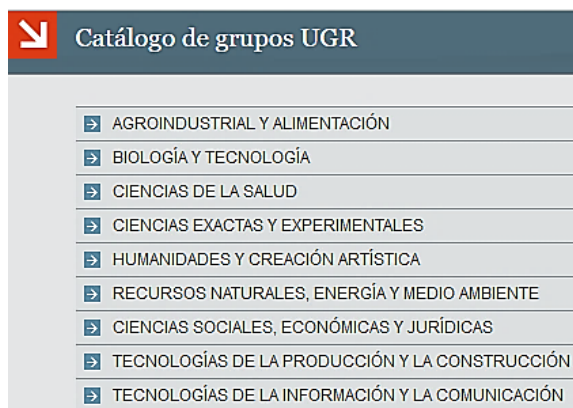 Catálogo de grupos UGR
AGROINDUSTRIAL Y ALIMENTACIÓN
BIOLOGÍA Y TECNOLOGÍA
CIENCIAS DE LA SALUD
CIENCIAS EXACTAS Y EXPERIMENTALES
HUMANIDADES Y CREACIÓN ARTÍSTICA
RECURSOS NATURALES, ENERGÍA Y MEDIO AMBIENTE
CIENCIAS SOCIALES, ECONÓMICAS Y JURÍDICAS
TECNOLOGÍAS DE LA PRODUCCIÓN Y LA CONSTRUCCIÓN
TECNOLOGÍAS DE LA INFORMACIÓN Y LA COMUNICACIÓN